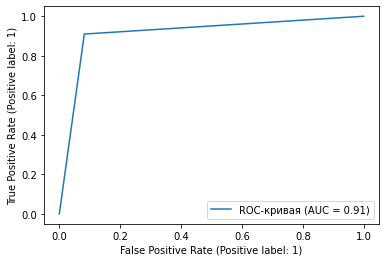 1.0
0.8
0.6
0.4
0.2
0.0
True Positive Rate (Positive label: 1)
ROC-кривая (AUC = 0.91)
0.0 0.2 0.4 0.6 0.8 1.0
False Positive Rate (Positive label: 1)